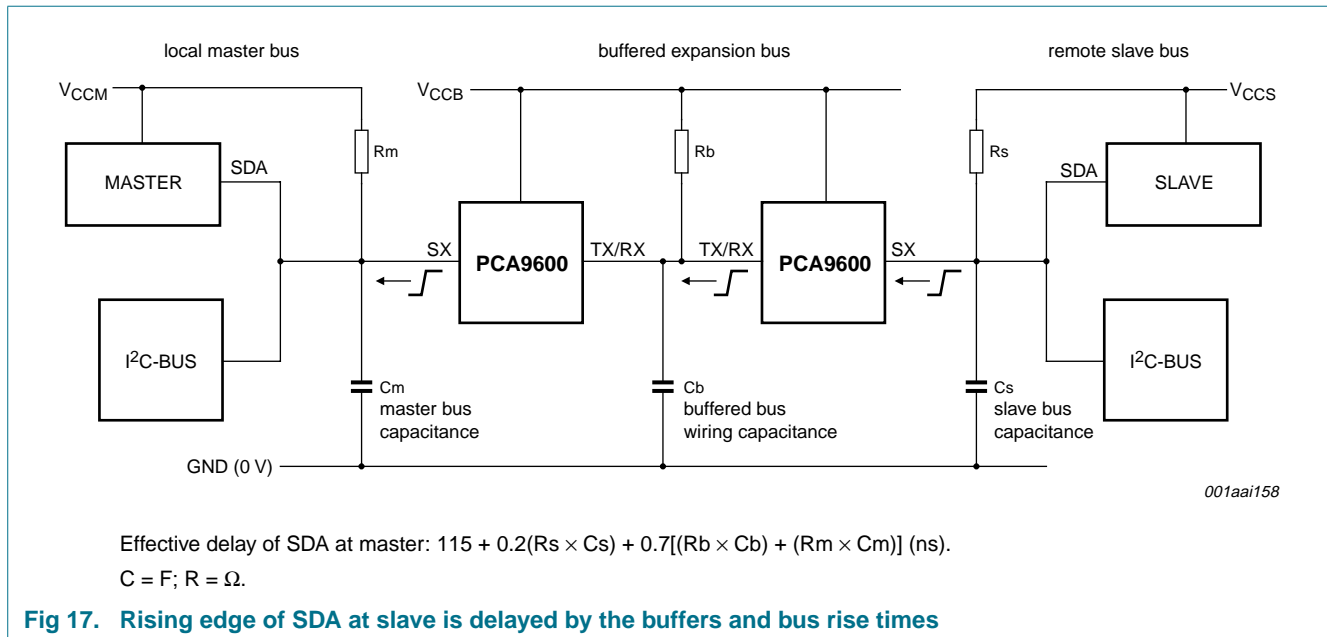 local master bus
buffered expansion bus
remote slave bus
VCCM
VCCB
VCCS
Rm
Rb
Rs
MASTER
SDA
SDA
SLAVE
SX
PCA9600
TX/RX
TX/RX
PCA9600
SX
I2C-BUS
I2C-BUS
Cm
master bus
capacitance
Cb
buffered bus
wiring capacitance
Cs
slave bus
capacitance
GND (0 V)
001aai158
Effective delay of SDA at master: 115 + 0.2(Rs × Cs) + 0.7[(Rb × Cb) + (Rm × Cm)] (ns).
C = F; R = Ω.
Fig 17. Rising edge of SDA at slave is delayed by the buffers and bus rise times